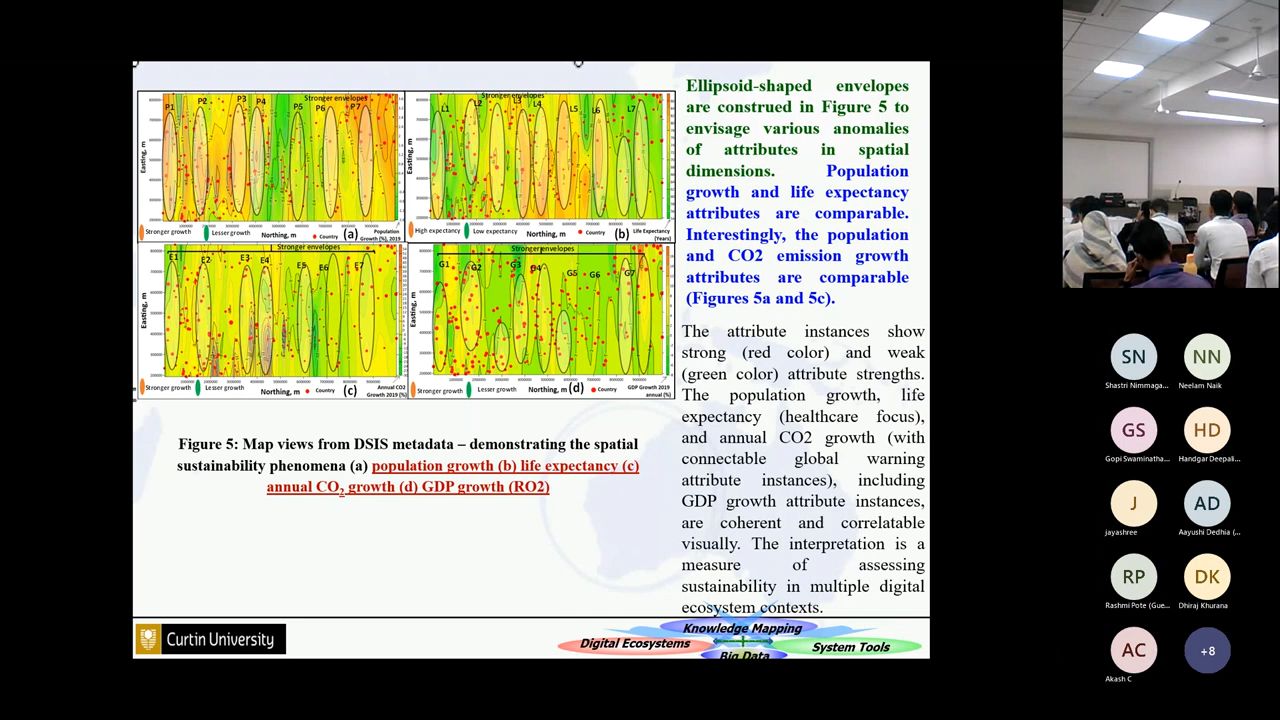 Stronger envelopes
P1 P2 P3 P4 P5 P6 P7
Easting, m
Stronger growth
Lesser growth
Northing, m
Country
(a)
Population
Growth (%), 2019
Stronger envelopes
L1 L2 L3 L4 L5 L6 L7
Easting, m
High expectancy
Low expectancy
Northing, m
Country
(b)
Life Expectancy
(Years)
Stronger envelopes
E1 E2 E3 E4 E5 E6 E7
Easting, m
Stronger growth
Lesser growth
Northing, m
Country
(c)
Annual CO2
Growth 2019 (%)
Stronger envelopes
G1 G2 G3 G4 G5 G6 G7
Easting, m
Stronger growth
Lesser growth
Northing, m
(d)
Country
GDP Growth 2019
annual (%)
Figure 5: Map views from DSIS metadata – demonstrating the spatial
sustainability phenomena (a) population growth (b) life expectancy (c)
annual CO2 growth (d) GDP growth (RO2)
Ellipsoid-shaped envelopes
are construed in Figure 5 to
envisage various anomalies
of attributes in spatial
dimensions. Population
growth and life expectancy
attributes are comparable.
Interestingly, the population
and CO2 emission growth
attributes are comparable
(Figures 5a and 5c).
The attribute instances show
strong (red color) and weak
(green color) attribute strengths.
The population growth, life
expectancy (healthcare focus),
and annual CO2 growth (with
connectable global warning
attribute instances), including
GDP growth attribute instances,
are coherent and correlatable
visually. The interpretation is a
measure of assessing
sustainability in multiple digital
ecosystem contexts.
Curtin University
Knowledge Mapping
Digital Ecosystems
System Tools
Big Data
SN
Shastri Nimmaga...
NN
Neelam Naik
GS
Gopi Swaminatha...
HD
Handgar Deepali...
J
jayashree
AD
Aayushi Dedhia (...
RP
Rashmi Pote (Gue...
DK
Dhiraj Khurana
AC
Akash C
+8